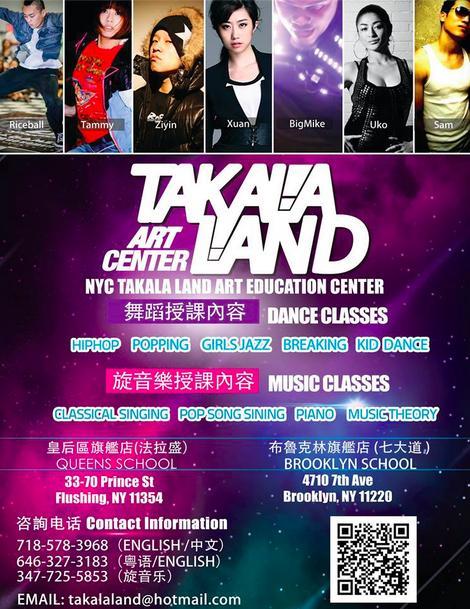 Riceball Tammy Ziyin Xuan BigMike Uko Sam
TAKALA
ART LAND
CENTER
NYC TAKALA LAND ART EDUCATION CENTER
舞蹈授課內容 DANCE CLASSES
HIPHOP POPPING GIRLS JAZZ BREAKING KID DANCE
旋音樂授課內容 MUSIC CLASSES
CLASSICAL SINGING POP SONG SINING PIANO MUSIC THEORY
皇后區旗艦店(法拉盛)
QUEENS SCHOOL
33-70 Prince St
Flushing, NY 11354
布魯克林旗艦店 (七大道)
BROOKLYN SCHOOL
4710 7th Ave
Brooklyn, NY 11220
咨詢电话 Contact Information
718-578-3968 (ENGLISH/中文)
646-327-3183 (粤语/ENGLISH)
347-725-5853 (旋音乐)
EMAIL: takalaland@hotmail.com